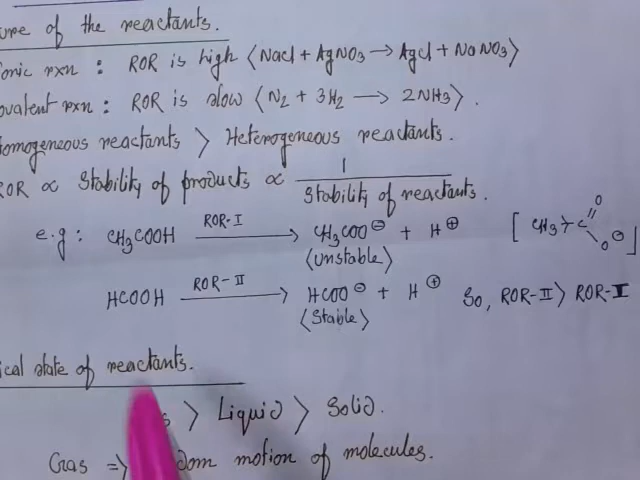 ure of the reactants.
onic rxn : ROR is high (NaCl + AgNO3 → AgCl + NaNO3)
ovalent rxn : ROR is slow (N2 + 3H2 → 2NH3).
omogeneous reactants > Heterogeneous reactants.
ROR ∝ Stability of products ∝ 1 / Stability of reactants.
e.g : CH3COOH —ROR-I→ CH3COO⊖ + H⊕ [CH3 → C (=O) O⊖]
(Unstable)
HCOOH —ROR-II→ HCOO⊖ + H⊕ So, ROR-II > ROR-I
(Stable)
ical state of reactants.
s > Liquid > Solid.
Gas => dom motion of molecules.